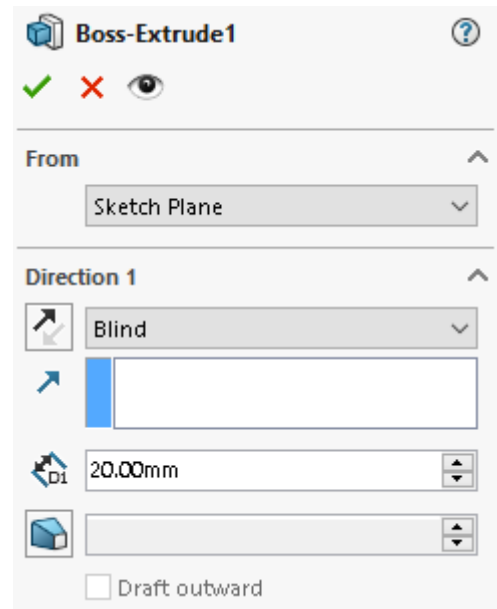 Boss-Extrude1
?
From
Sketch Plane
Direction 1
Blind
D1
20.00mm
Draft outward